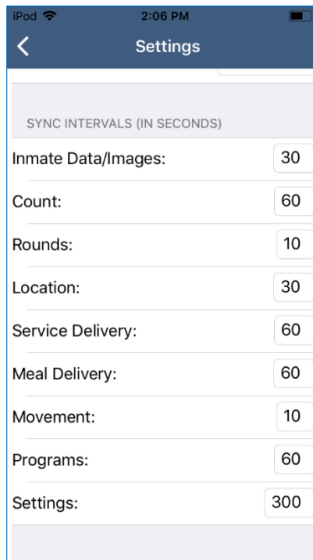 iPod 2:06 PM
Settings
SYNC INTERVALS (IN SECONDS)
Inmate Data/Images: 30
Count: 60
Rounds: 10
Location: 30
Service Delivery: 60
Meal Delivery: 60
Movement: 10
Programs: 60
Settings: 300